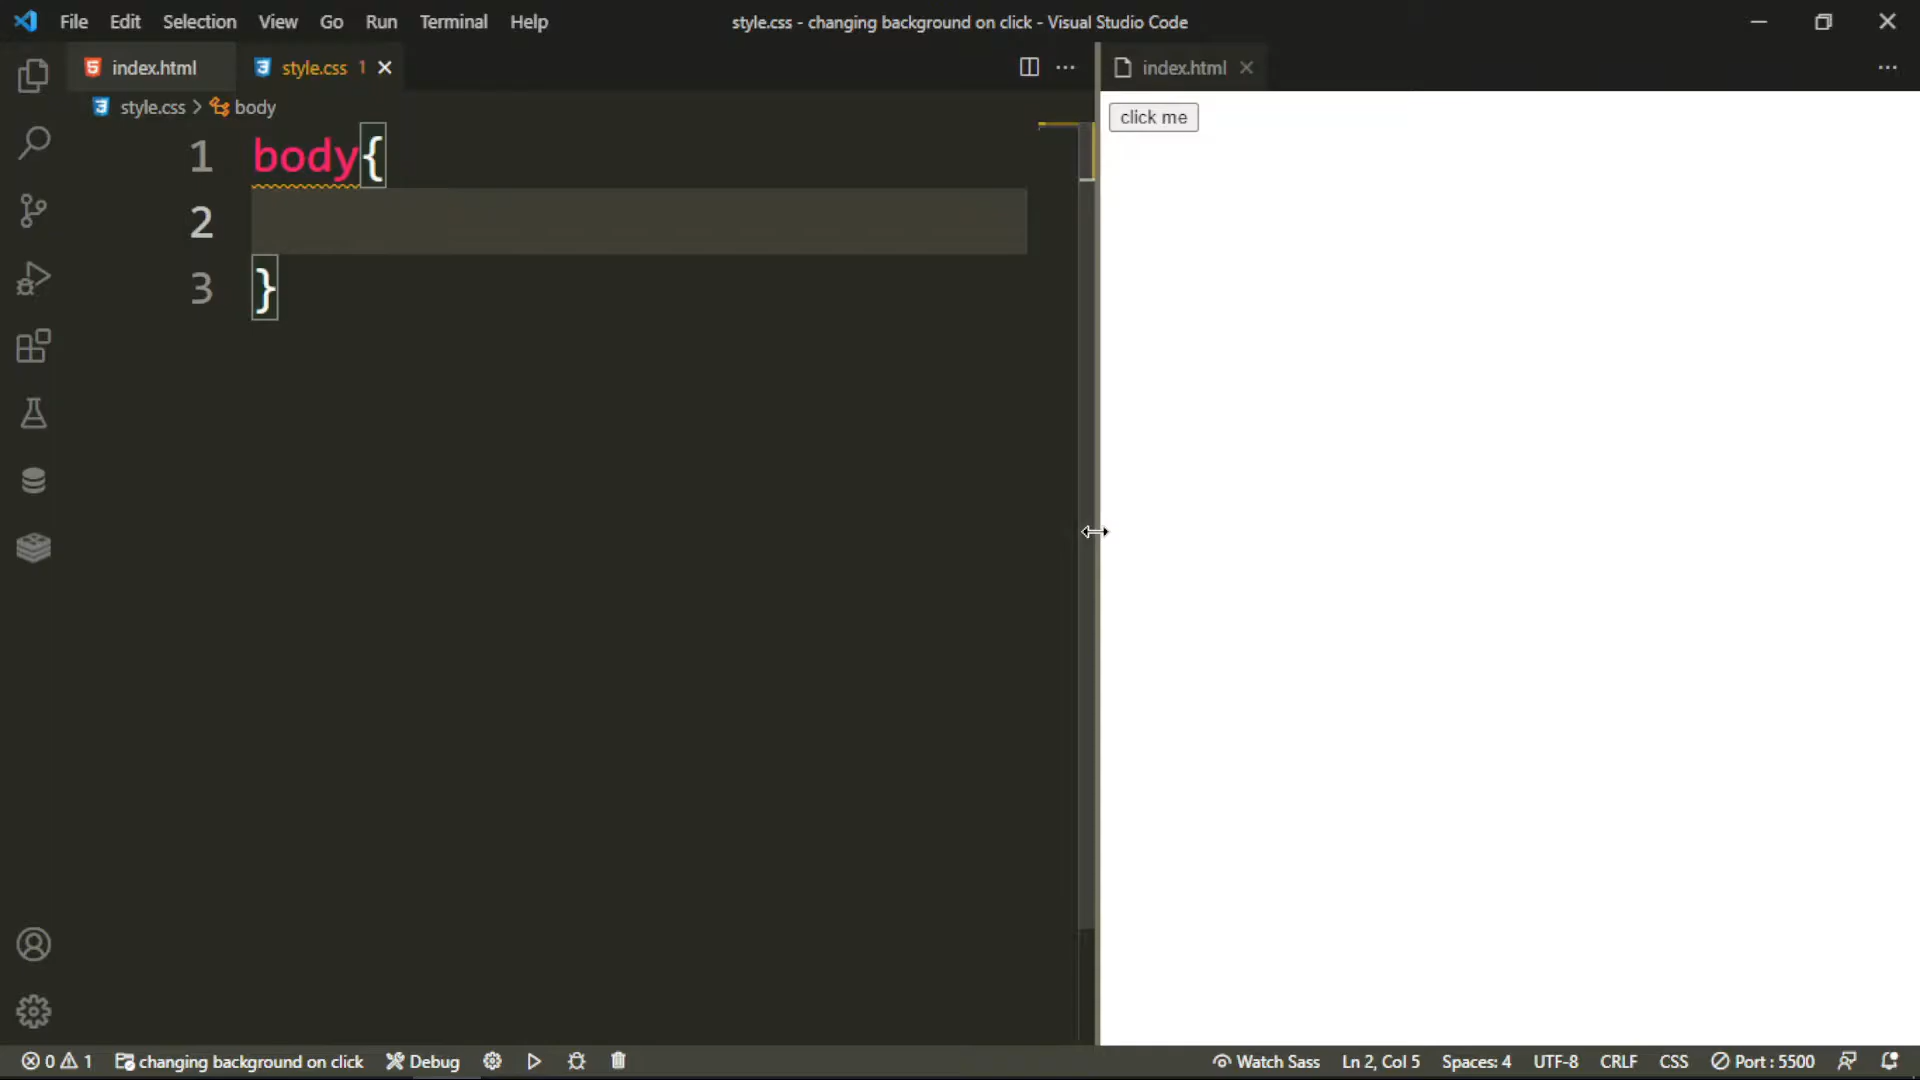 File Edit Selection View Go Run Terminal Help
style.css - changing background on click - Visual Studio Code
index.html
style.css 1
index.html
style.css > body
click me
1 body{
2
3 }
0 1 changing background on click Debug
Watch Sass Ln 2, Col 5 Spaces: 4 UTF-8 CRLF CSS Port : 5500